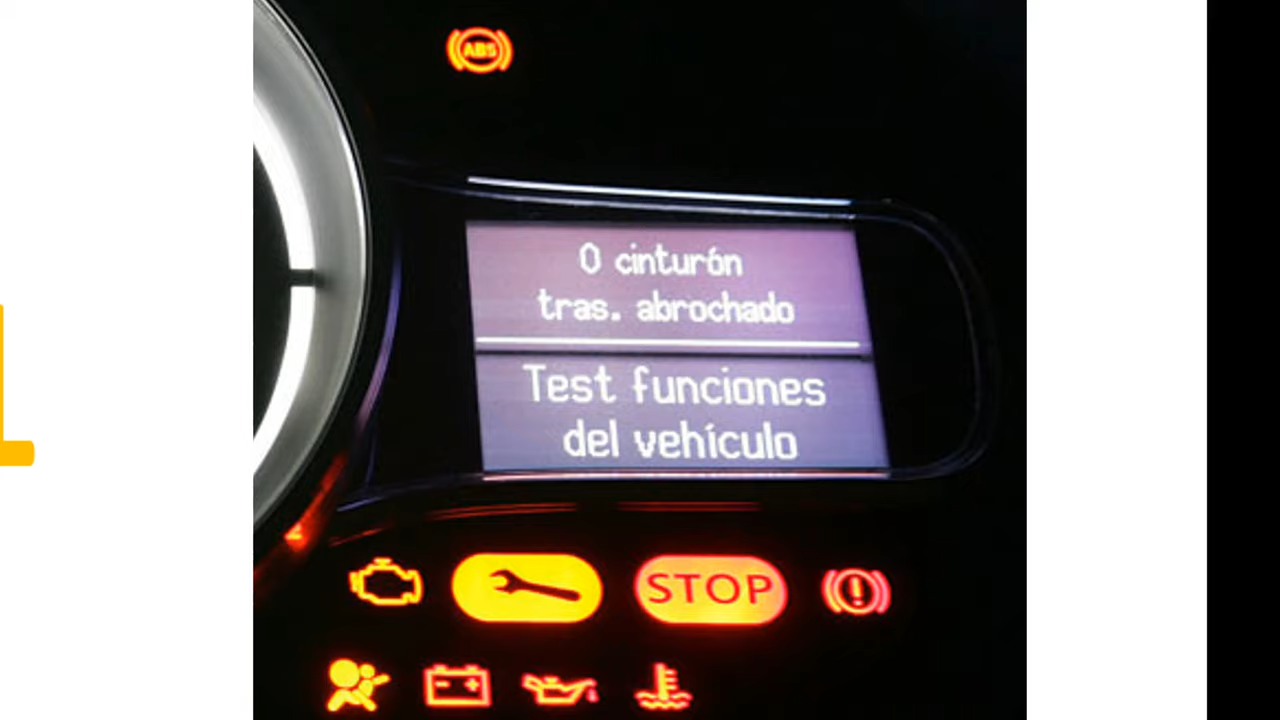 ABS
0 cinturón
tras. abrochado
Test funciones
del vehículo
STOP